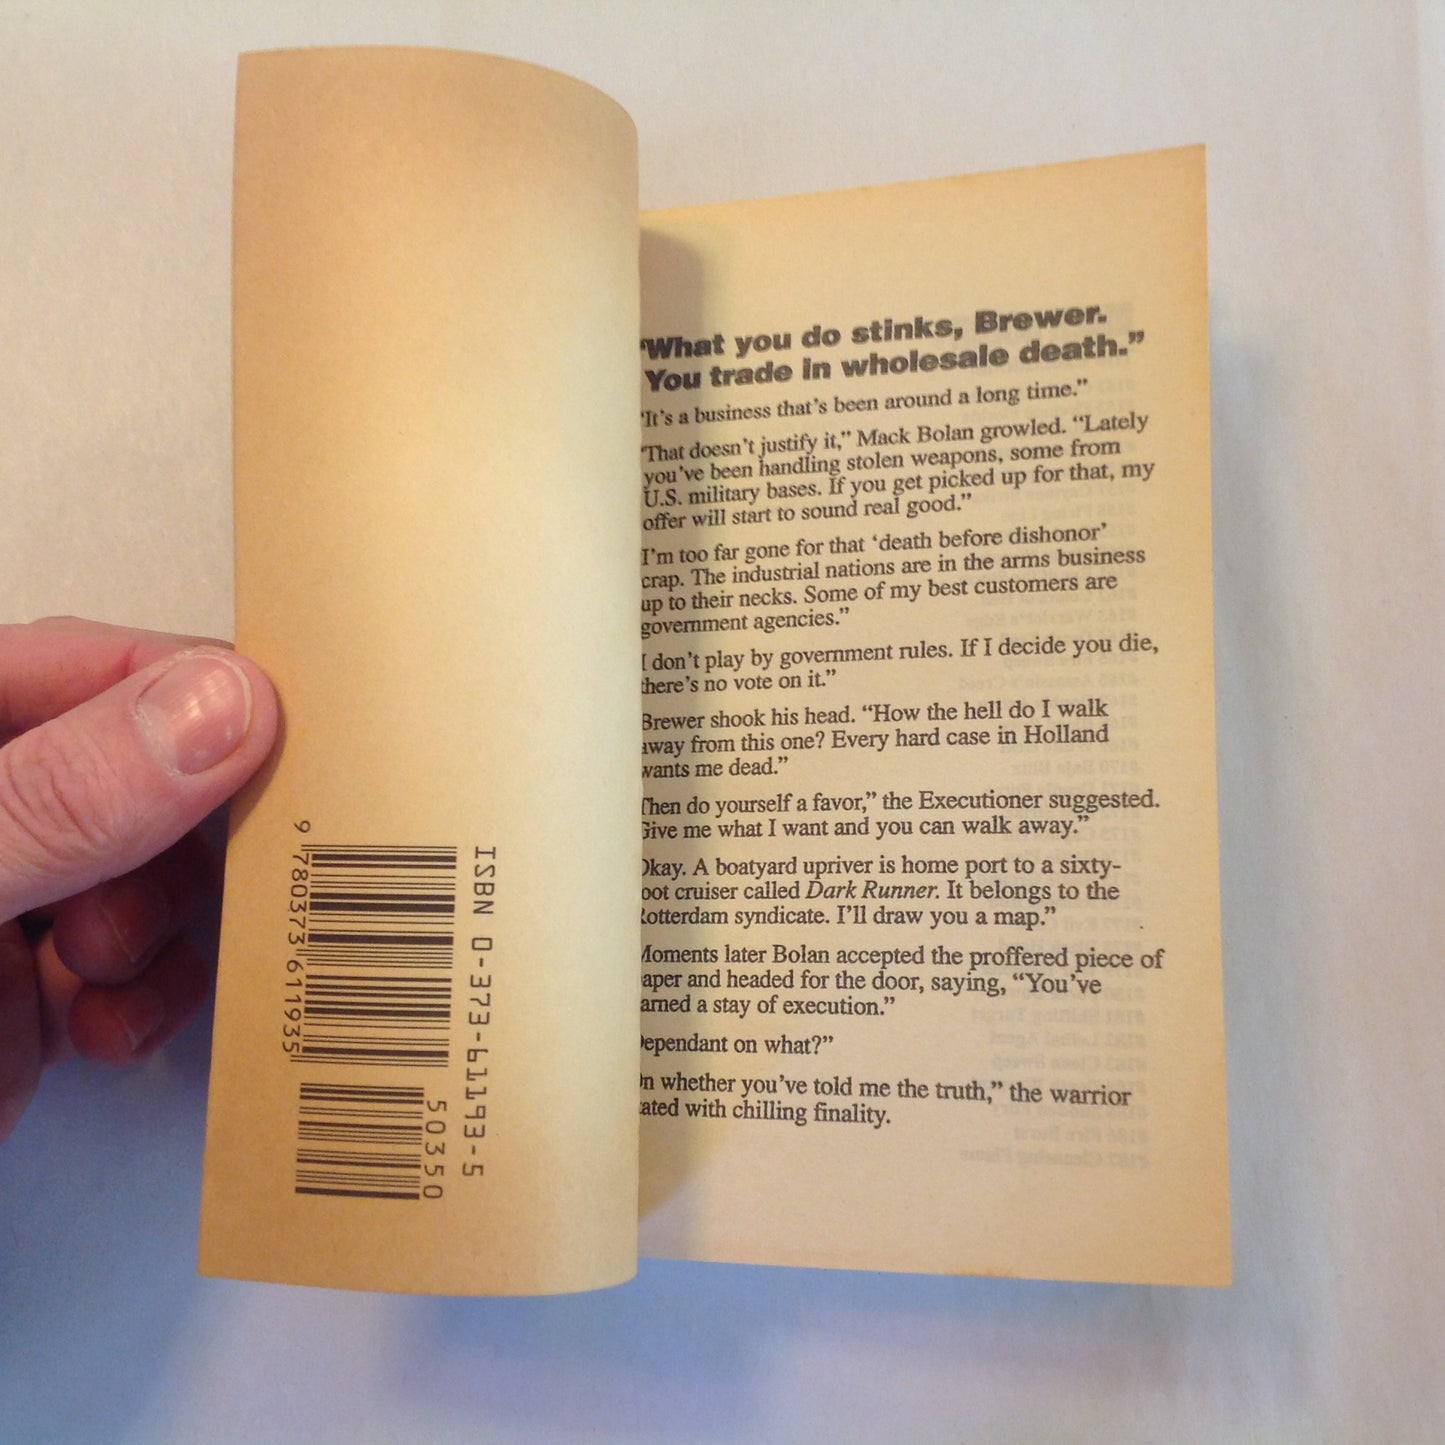 ISBN 0-373-61193-5
9 780373 611935
50350
"What you do stinks, Brewer.
You trade in wholesale death."
"It's a business that's been around a long time."
"That doesn't justify it," Mack Bolan growled. "Lately
you've been handling stolen weapons, some from
U.S. military bases. If you get picked up for that, my
offer will start to sound real good."
I'm too far gone for that 'death before dishonor'
crap. The industrial nations are in the arms business
up to their necks. Some of my best customers are
government agencies."
I don't play by government rules. If I decide you die,
there's no vote on it."
Brewer shook his head. "How the hell do I walk
away from this one? Every hard case in Holland
wants me dead."
Then do yourself a favor," the Executioner suggested.
Give me what I want and you can walk away."
Okay. A boatyard upriver is home port to a sixty-
oot cruiser called Dark Runner. It belongs to the
Rotterdam syndicate. I'll draw you a map."
Moments later Bolan accepted the proffered piece of
aper and headed for the door, saying, "You've
arned a stay of execution."
Dependant on what?"
On whether you've told me the truth," the warrior
tated with chilling finality.